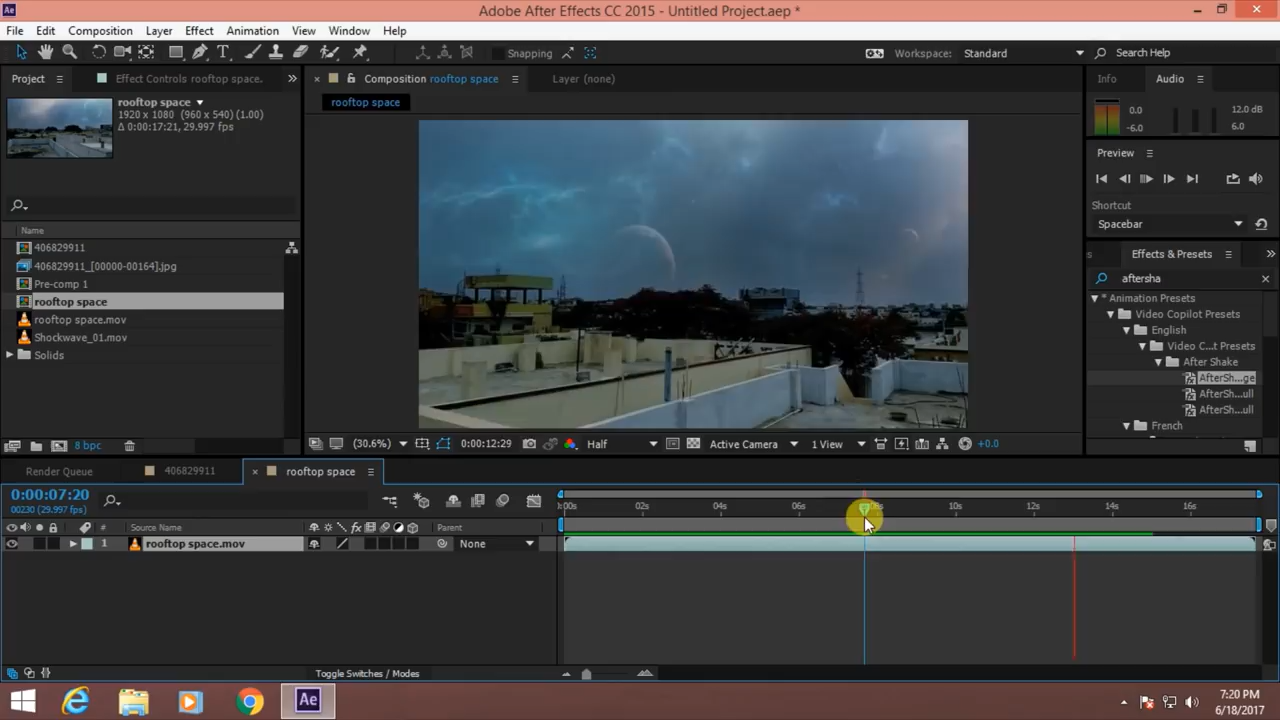 Ae
Adobe After Effects CC 2015 - Untitled Project.aep *
File Edit Composition Layer Effect Animation View Window Help
Snapping
Workspace: Standard
Search Help
Project
Effect Controls rooftop space.
Composition rooftop space
Layer (none)
Info
Audio
rooftop space
1920 x 1080 (960 x 540) (1.00)
Δ 0:00:17:21, 29.997 fps
rooftop space
0.0
-6.0
12.0 dB
6.0
Preview
Shortcut
Spacebar
Name
406829911
406829911_[00000-00164].jpg
Pre-comp 1
rooftop space
rooftop space.mov
Shockwave_01.mov
Solids
Effects & Presets
aftersha
* Animation Presets
Video Copilot Presets
English
Video C...t Presets
After Shake
AfterSh...ge
AfterSh...ull
AfterSh...ull
French
8 bpc
(30.6%)
0:00:12:29
Half
Active Camera
1 View
+0.0
Render Queue
406829911
rooftop space
0:00:07:20
00230 (29.997 fps)
:00s 02s 04s 06s 08s 10s 12s 14s 16s
# Source Name
Parent
1 rooftop space.mov
None
Toggle Switches / Modes
Ae
7:20 PM
6/18/2017